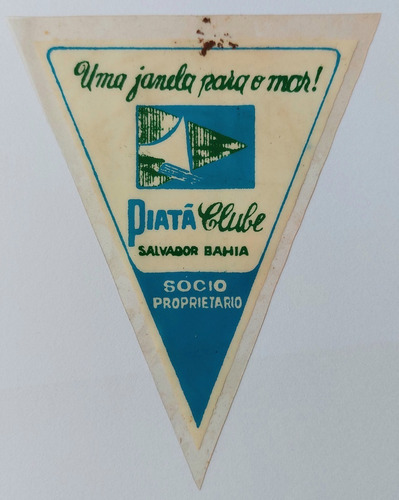 Uma janela para o mar!
PIATÃ Clube
SALVADOR BAHIA
SÓCIO
PROPRIETARIO